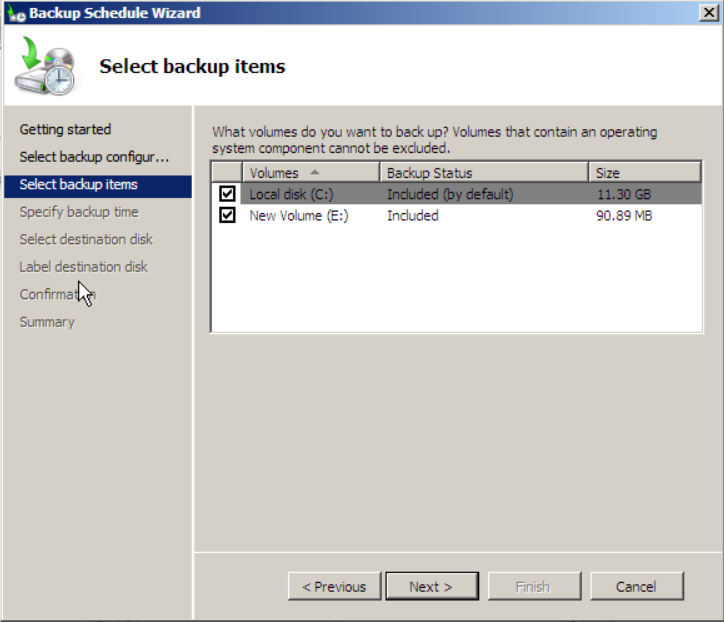 Backup Schedule Wizard
Select backup items
Getting started
Select backup configur...
Select backup items
Specify backup time
Select destination disk
Label destination disk
Confirmation
Summary
What volumes do you want to back up? Volumes that contain an operating
system component cannot be excluded.
Volumes Backup Status Size
Local disk (C:) Included (by default) 11.30 GB
New Volume (E:) Included 90.89 MB
< Previous Next > Finish Cancel